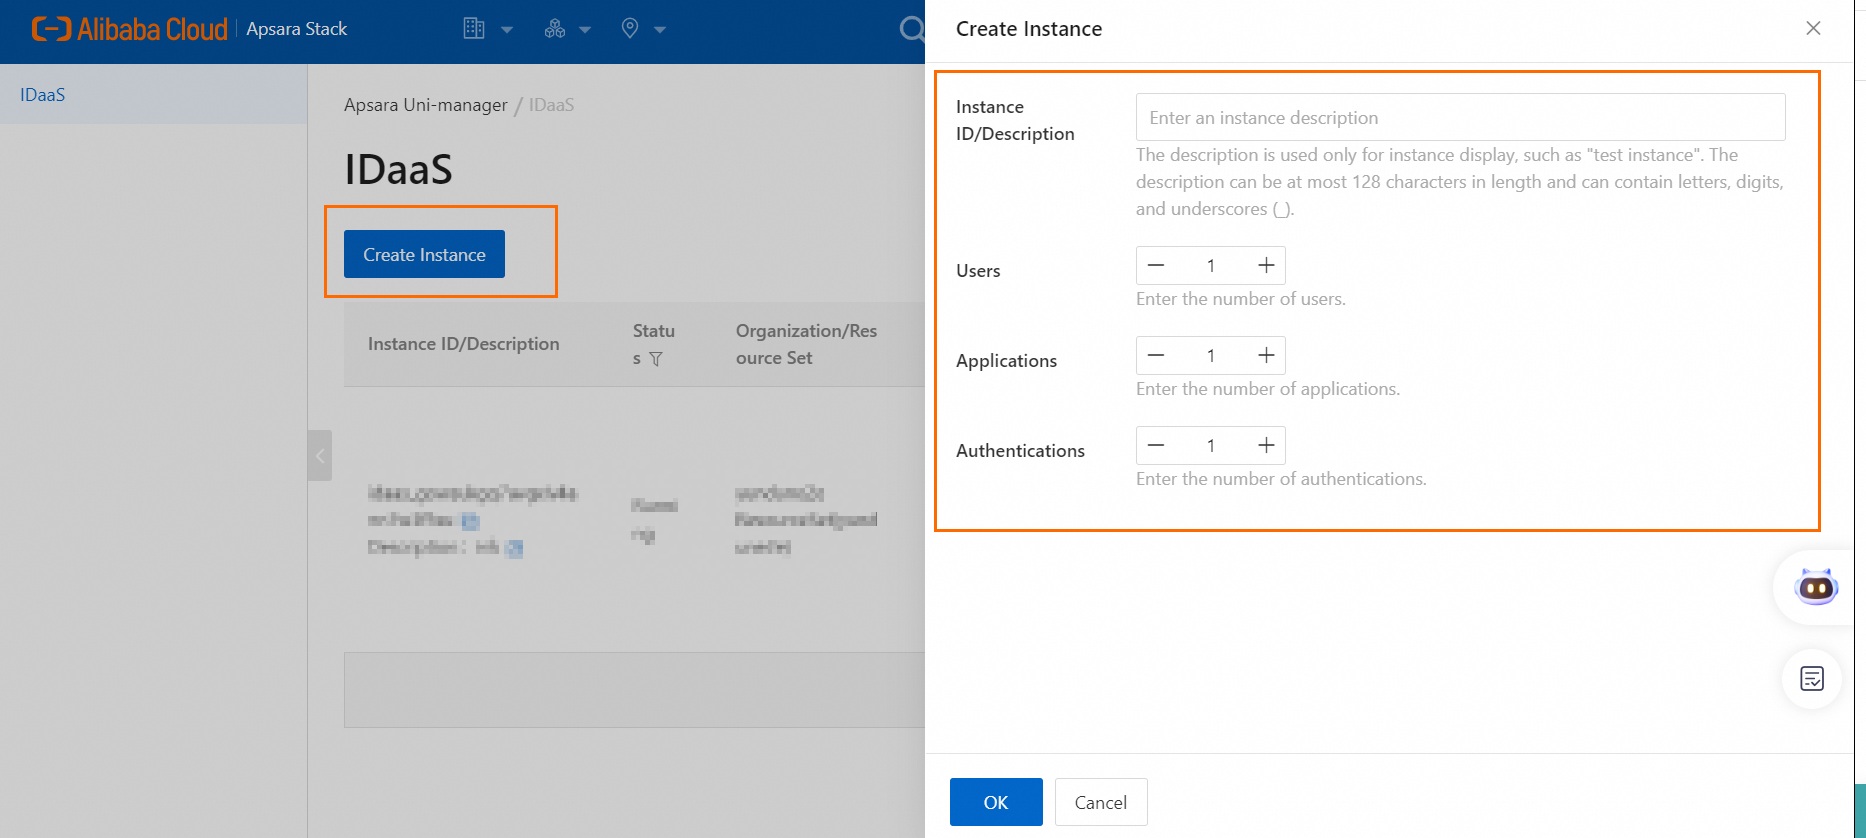 Alibaba Cloud | Apsara Stack
IDaaS
Apsara Uni-manager / IDaaS
IDaaS
Create Instance
Instance ID/Description
Statu
s
Organization/Res
ource Set
Create Instance
Instance
ID/Description
Enter an instance description
The description is used only for instance display, such as "test instance". The
description can be at most 128 characters in length and can contain letters, digits,
and underscores (_).
Users
1
Enter the number of users.
Applications
1
Enter the number of applications.
Authentications
1
Enter the number of authentications.
OK
Cancel